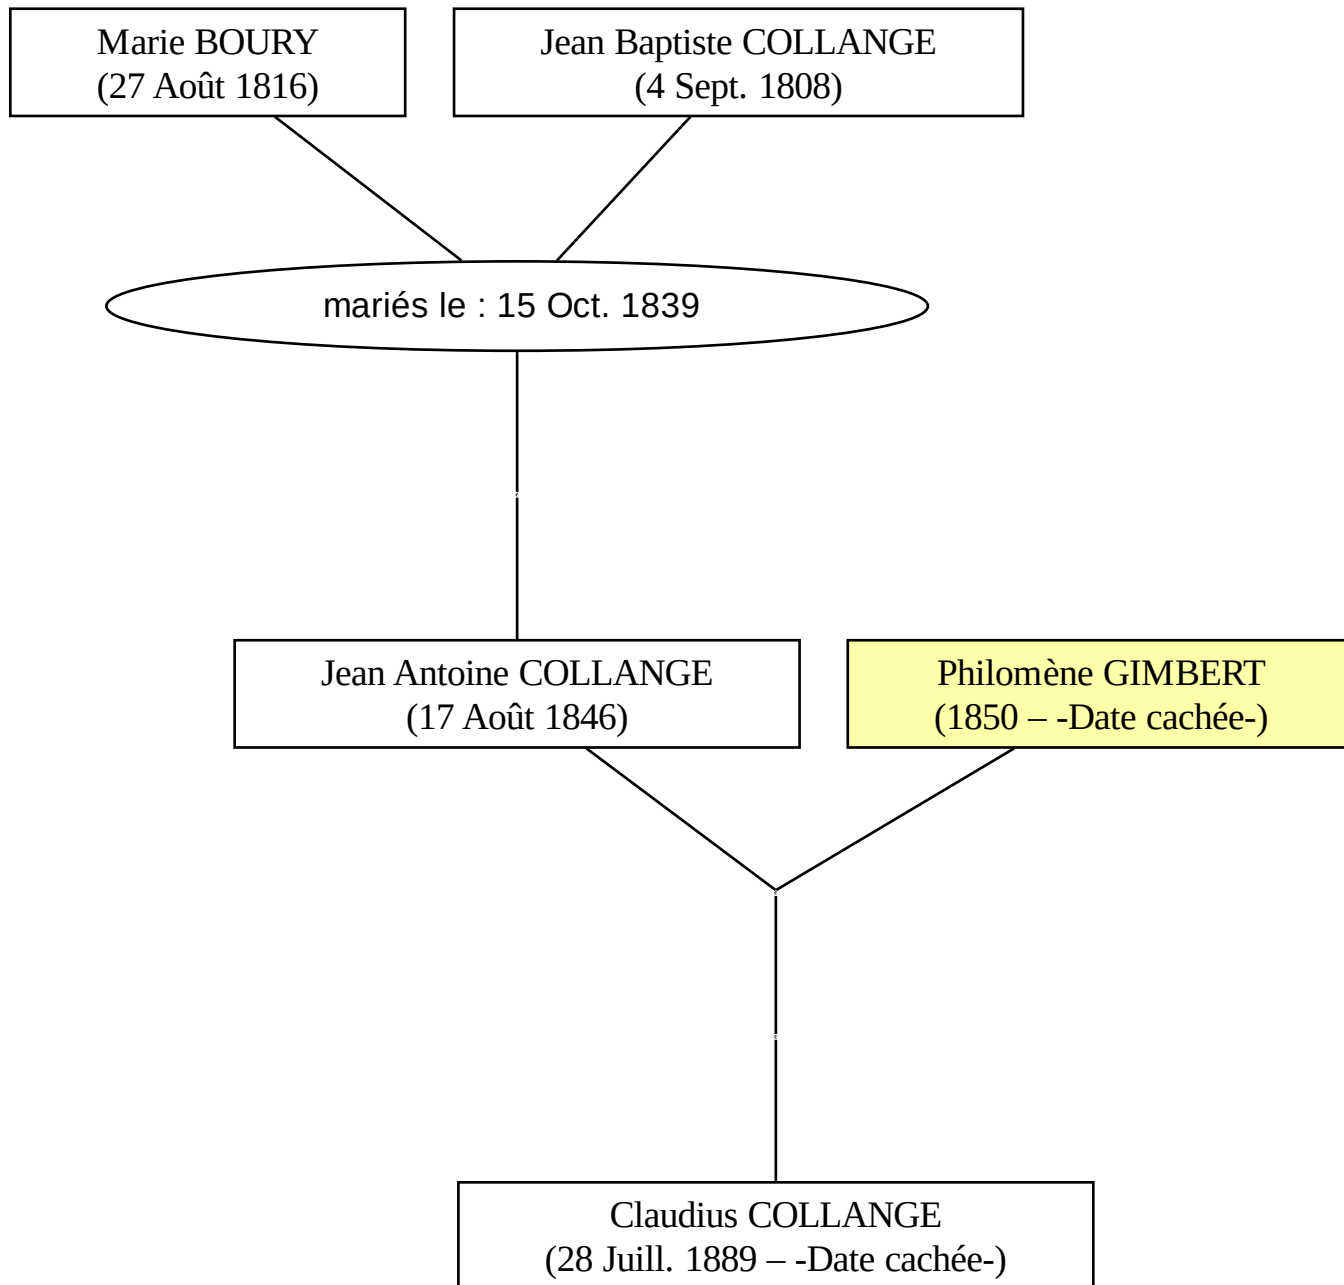 Marie BOURY
(27 Août 1816)
Jean Baptiste COLLANGE
(4 Sept. 1808)
mariés le : 15 Oct. 1839
Jean Antoine COLLANGE
(17 Août 1846)
Philomène GIMBERT
(1850 – -Date cachée-)
Claudius COLLANGE
(28 Juill. 1889 – -Date cachée-)